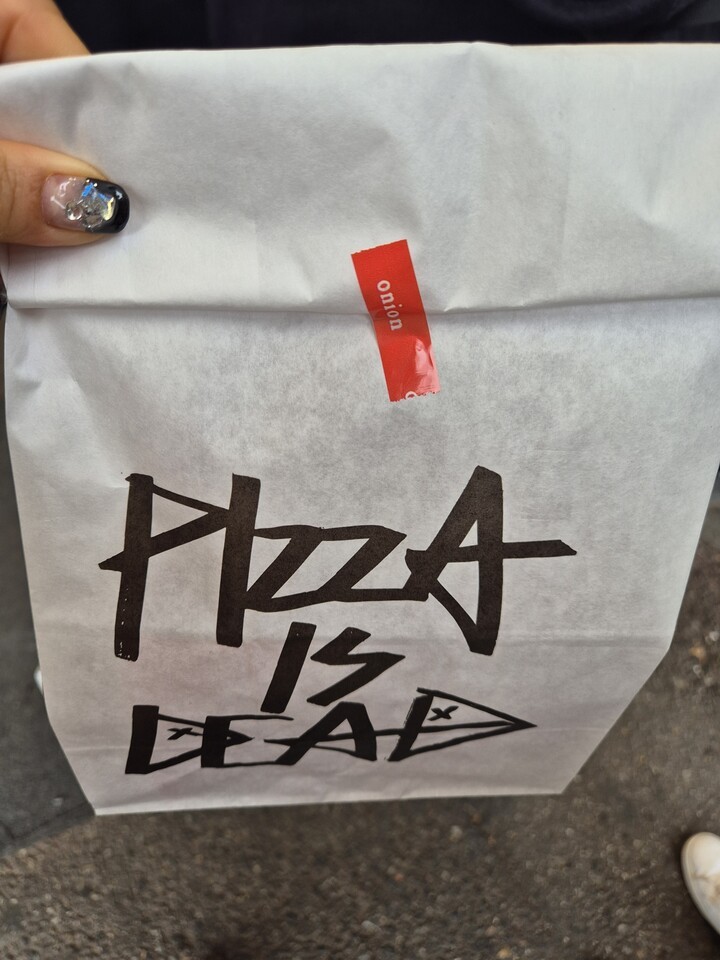 onion
PIZZA
IS
DEAD